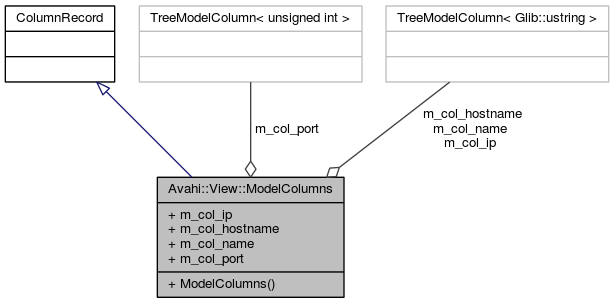 ColumnRecord
TreeModelColumn< unsigned int >
TreeModelColumn< Glib::ustring >
m_col_port
m_col_hostname
m_col_name
m_col_ip
Avahi::View::ModelColumns
+ m_col_ip
+ m_col_hostname
+ m_col_name
+ m_col_port
+ ModelColumns()